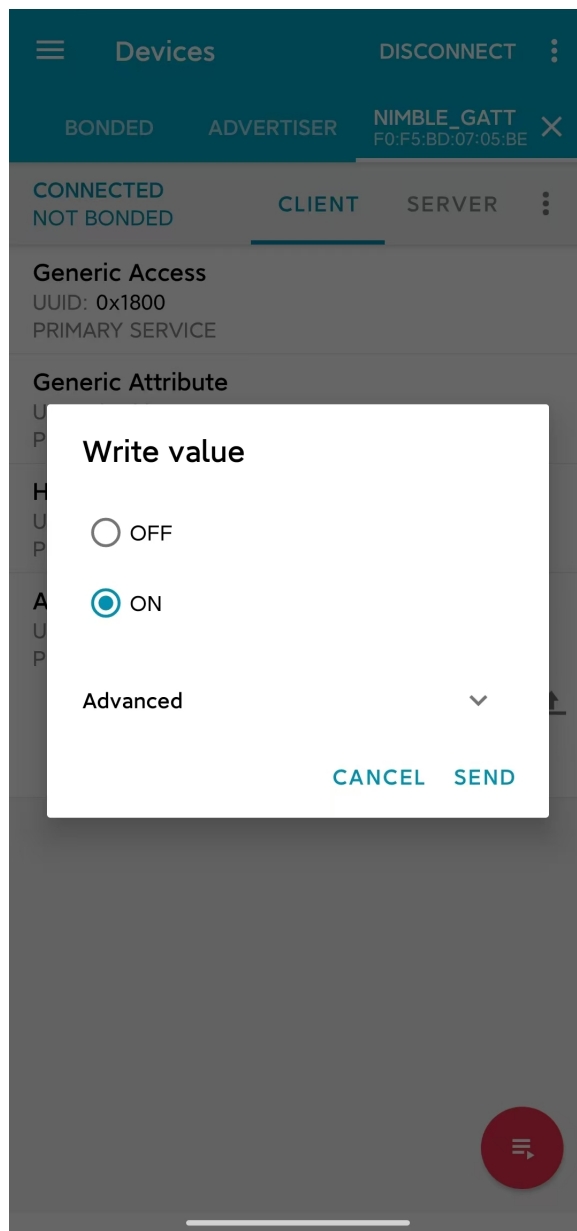 Devices
DISCONNECT
BONDED
ADVERTISER
NIMBLE_GATT
F0:F5:BD:07:05:BE
CONNECTED
NOT BONDED
CLIENT
SERVER
Generic Access
UUID: 0x1800
PRIMARY SERVICE
Generic Attribute
Write value
OFF
ON
Advanced
CANCEL
SEND